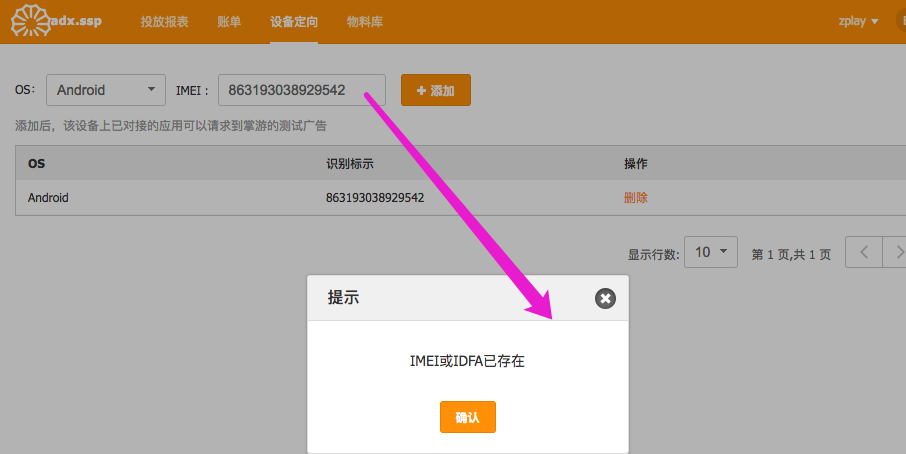 adx.ssp 投放报表 账单 设备定向 物料库 zplay
OS: Android IMEI : 863193038929542 添加
添加后，该设备上已对接的应用可以请求到掌游的测试广告
OS 识别标示 操作
Android 863193038929542 删除
显示行数: 10 第 1 页,共 1 页
提示
IMEI或IDFA已存在
确认